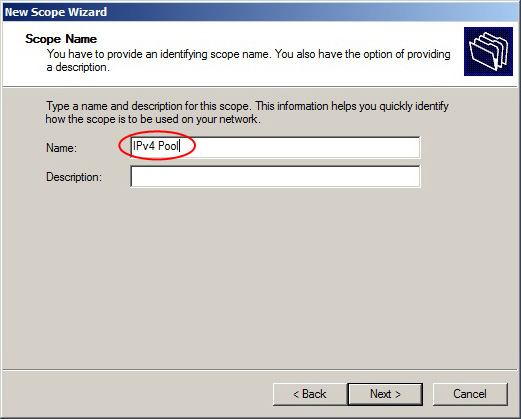 New Scope Wizard
Scope Name
You have to provide an identifying scope name. You also have the option of providing
a description.
Type a name and description for this scope. This information helps you quickly identify
how the scope is to be used on your network.
Name: IPv4 Pool
Description:
< Back Next > Cancel